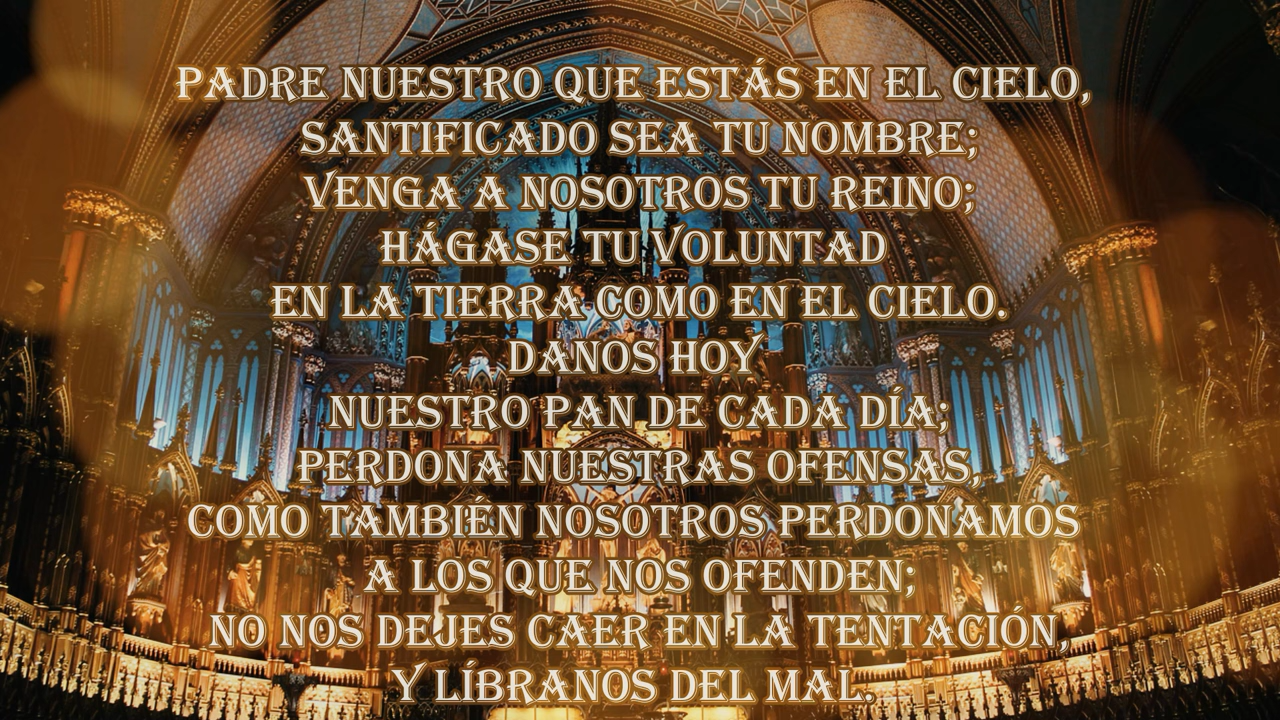 PADRE NUESTRO QUE ESTÁS EN EL CIELO,
SANTIFICADO SEA TU NOMBRE;
VENGA A NOSOTROS TU REINO;
HÁGASE TU VOLUNTAD
EN LA TIERRA COMO EN EL CIELO.
DANOS HOY
NUESTRO PAN DE CADA DÍA;
PERDONA NUESTRAS OFENSAS,
COMO TAMBIÉN NOSOTROS PERDONAMOS
A LOS QUE NOS OFENDEN;
NO NOS DEJES CAER EN LA TENTACIÓN,
Y LÍBRANOS DEL MAL.